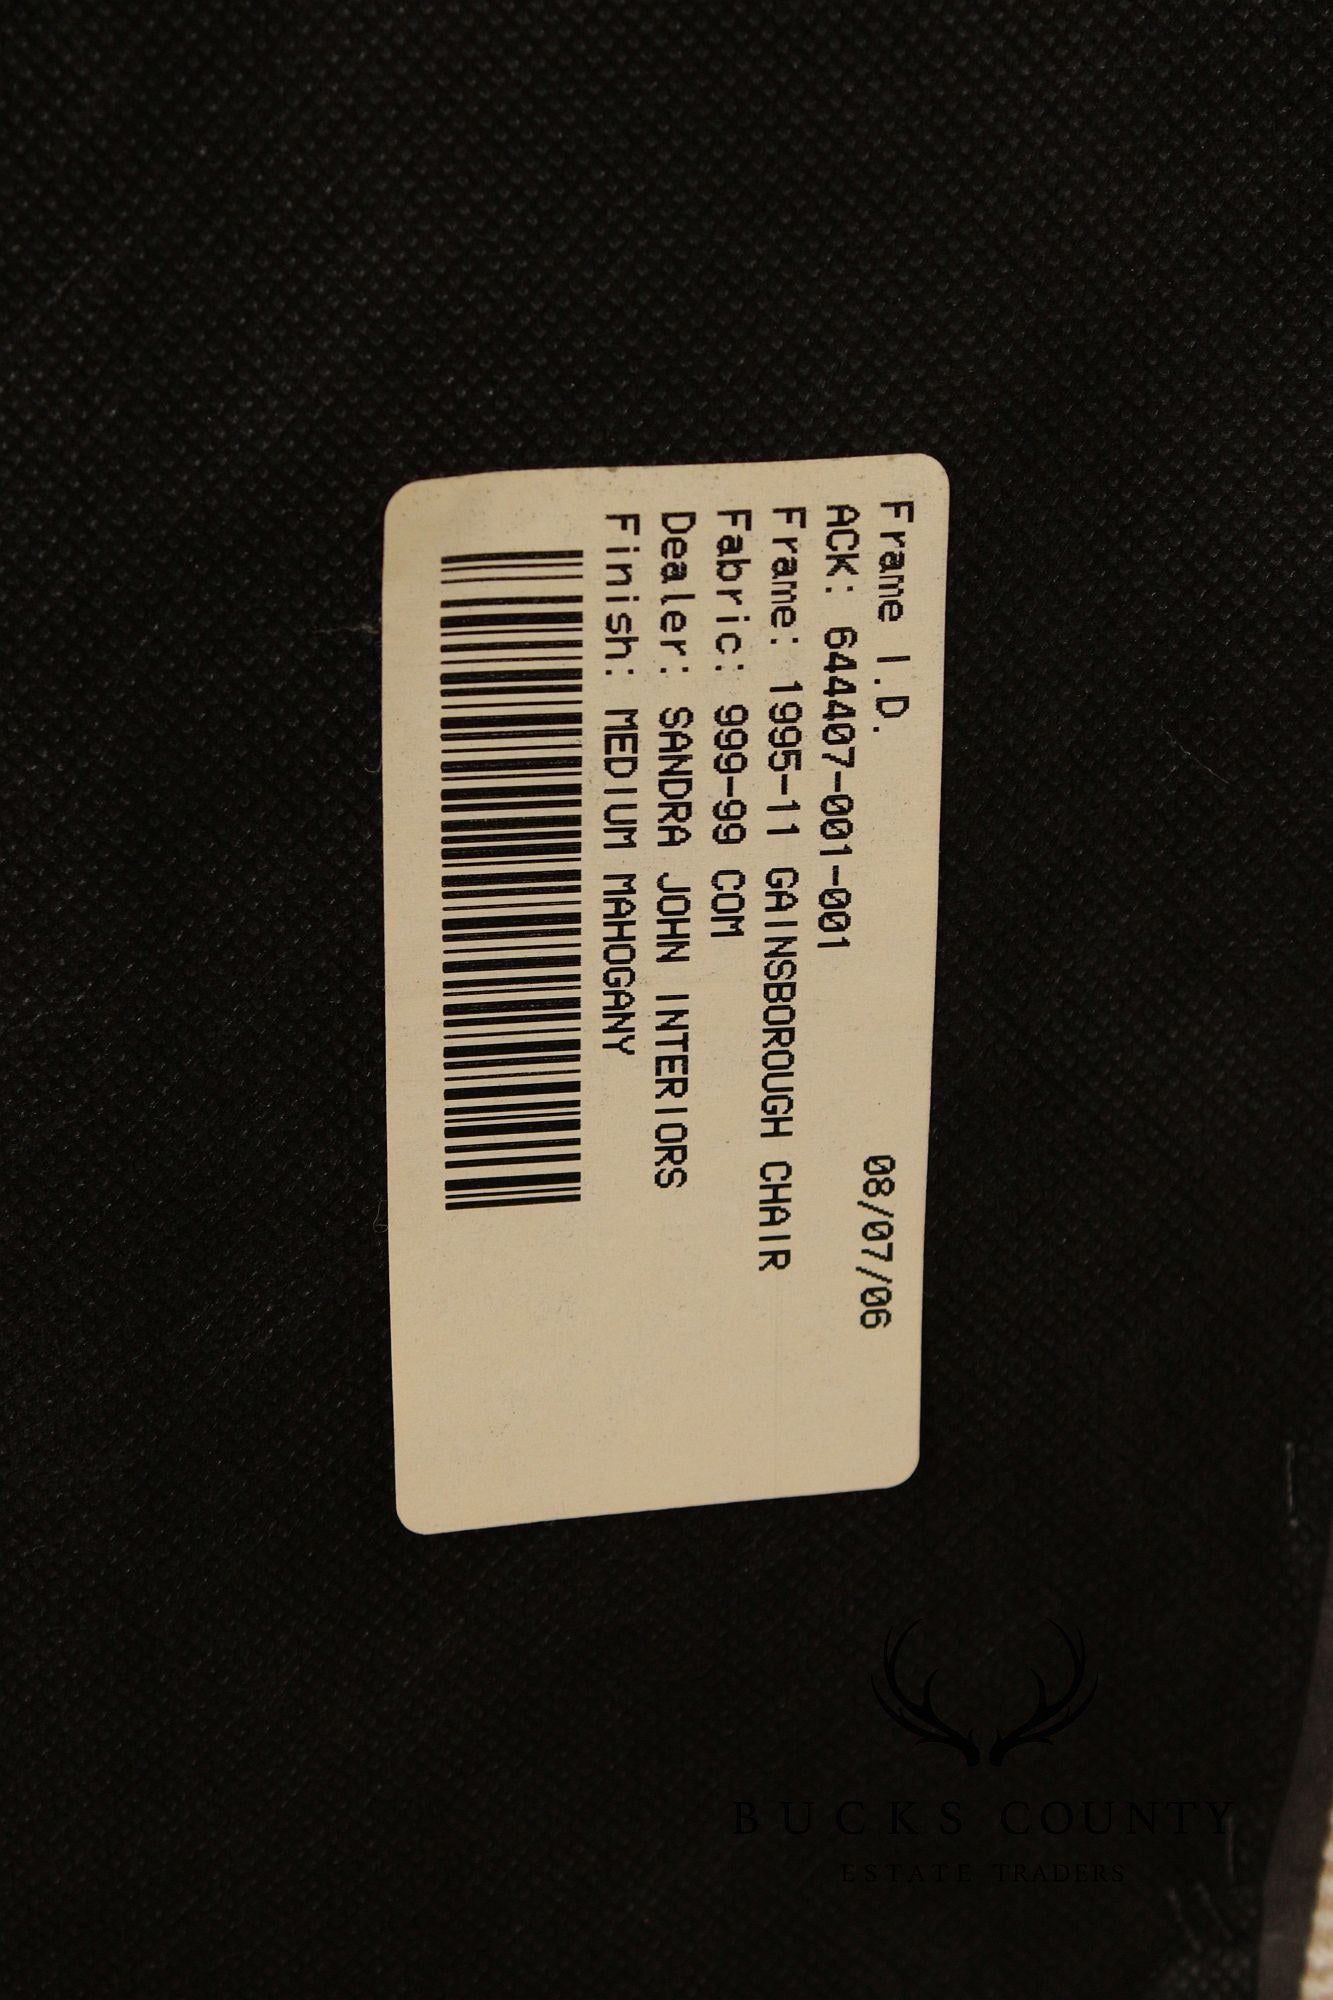 Frame I.D. 08/07/06
ACK: 64407-001-001
Frame: 1995-11 GAINSBOROUGH CHAIR
Fabric: 999-99 COM
Dealer: SANDRA JOHN INTERIORS
Finish: MEDIUM MAHOGANY
BUCKS COUNTY
ESTATE TRADERS